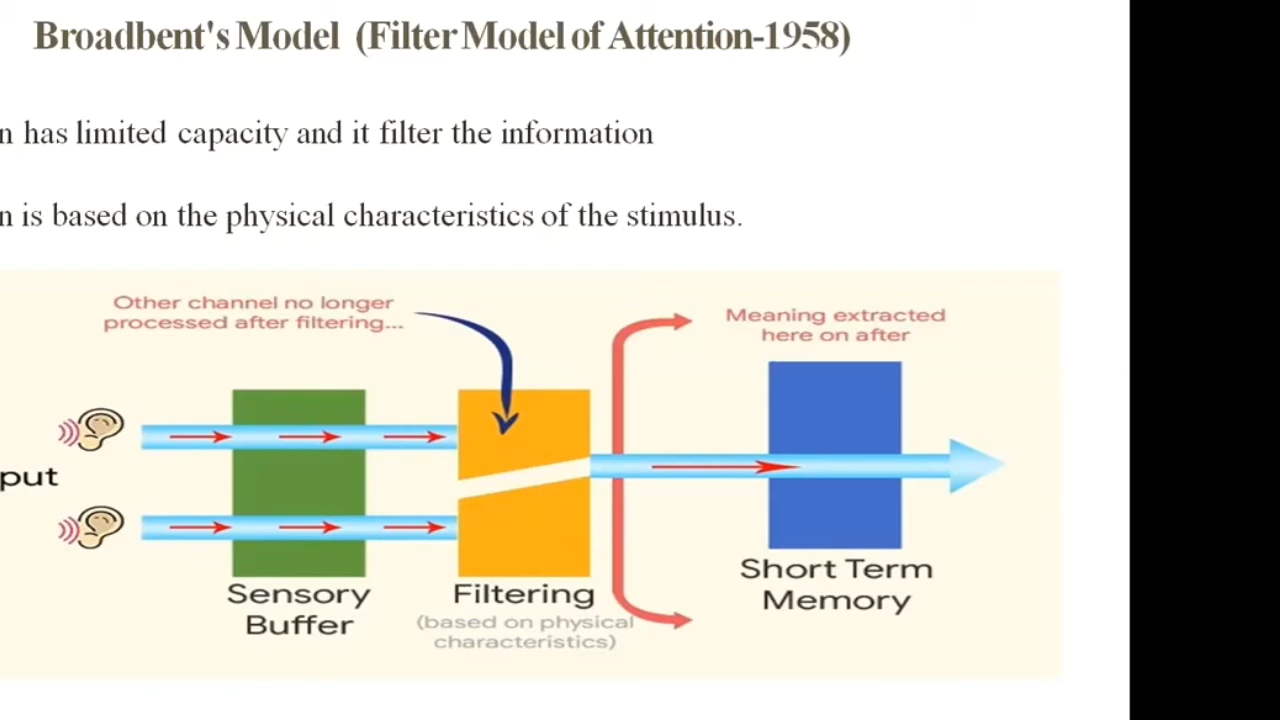 Broadbent's Model (Filter Model of Attention-1958)
n has limited capacity and it filter the information
n is based on the physical characteristics of the stimulus.
Other channel no longer
processed after filtering...
Meaning extracted
here on after
put
Sensory
Buffer
Filtering
(based on physical
characteristics)
Short Term
Memory